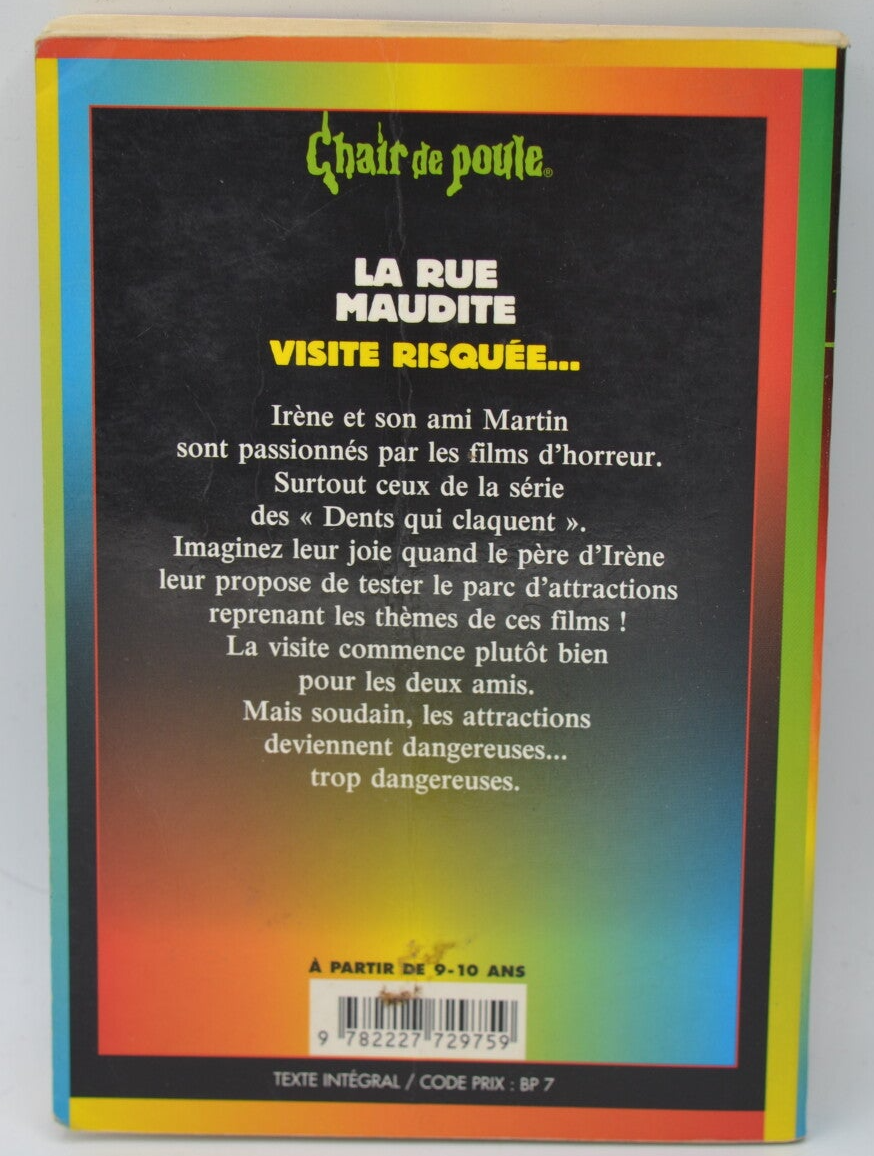 Chair de poule®
LA RUE
MAUDITE
VISITE RISQUÉE...
Irène et son ami Martin
sont passionnés par les films d'horreur.
Surtout ceux de la série
des « Dents qui claquent ».
Imaginez leur joie quand le père d'Irène
leur propose de tester le parc d'attractions
reprenant les thèmes de ces films !
La visite commence plutôt bien
pour les deux amis.
Mais soudain, les attractions
deviennent dangereuses...
trop dangereuses.
À PARTIR DE 9-10 ANS
9 782227 729759
TEXTE INTÉGRAL / CODE PRIX : BP 7